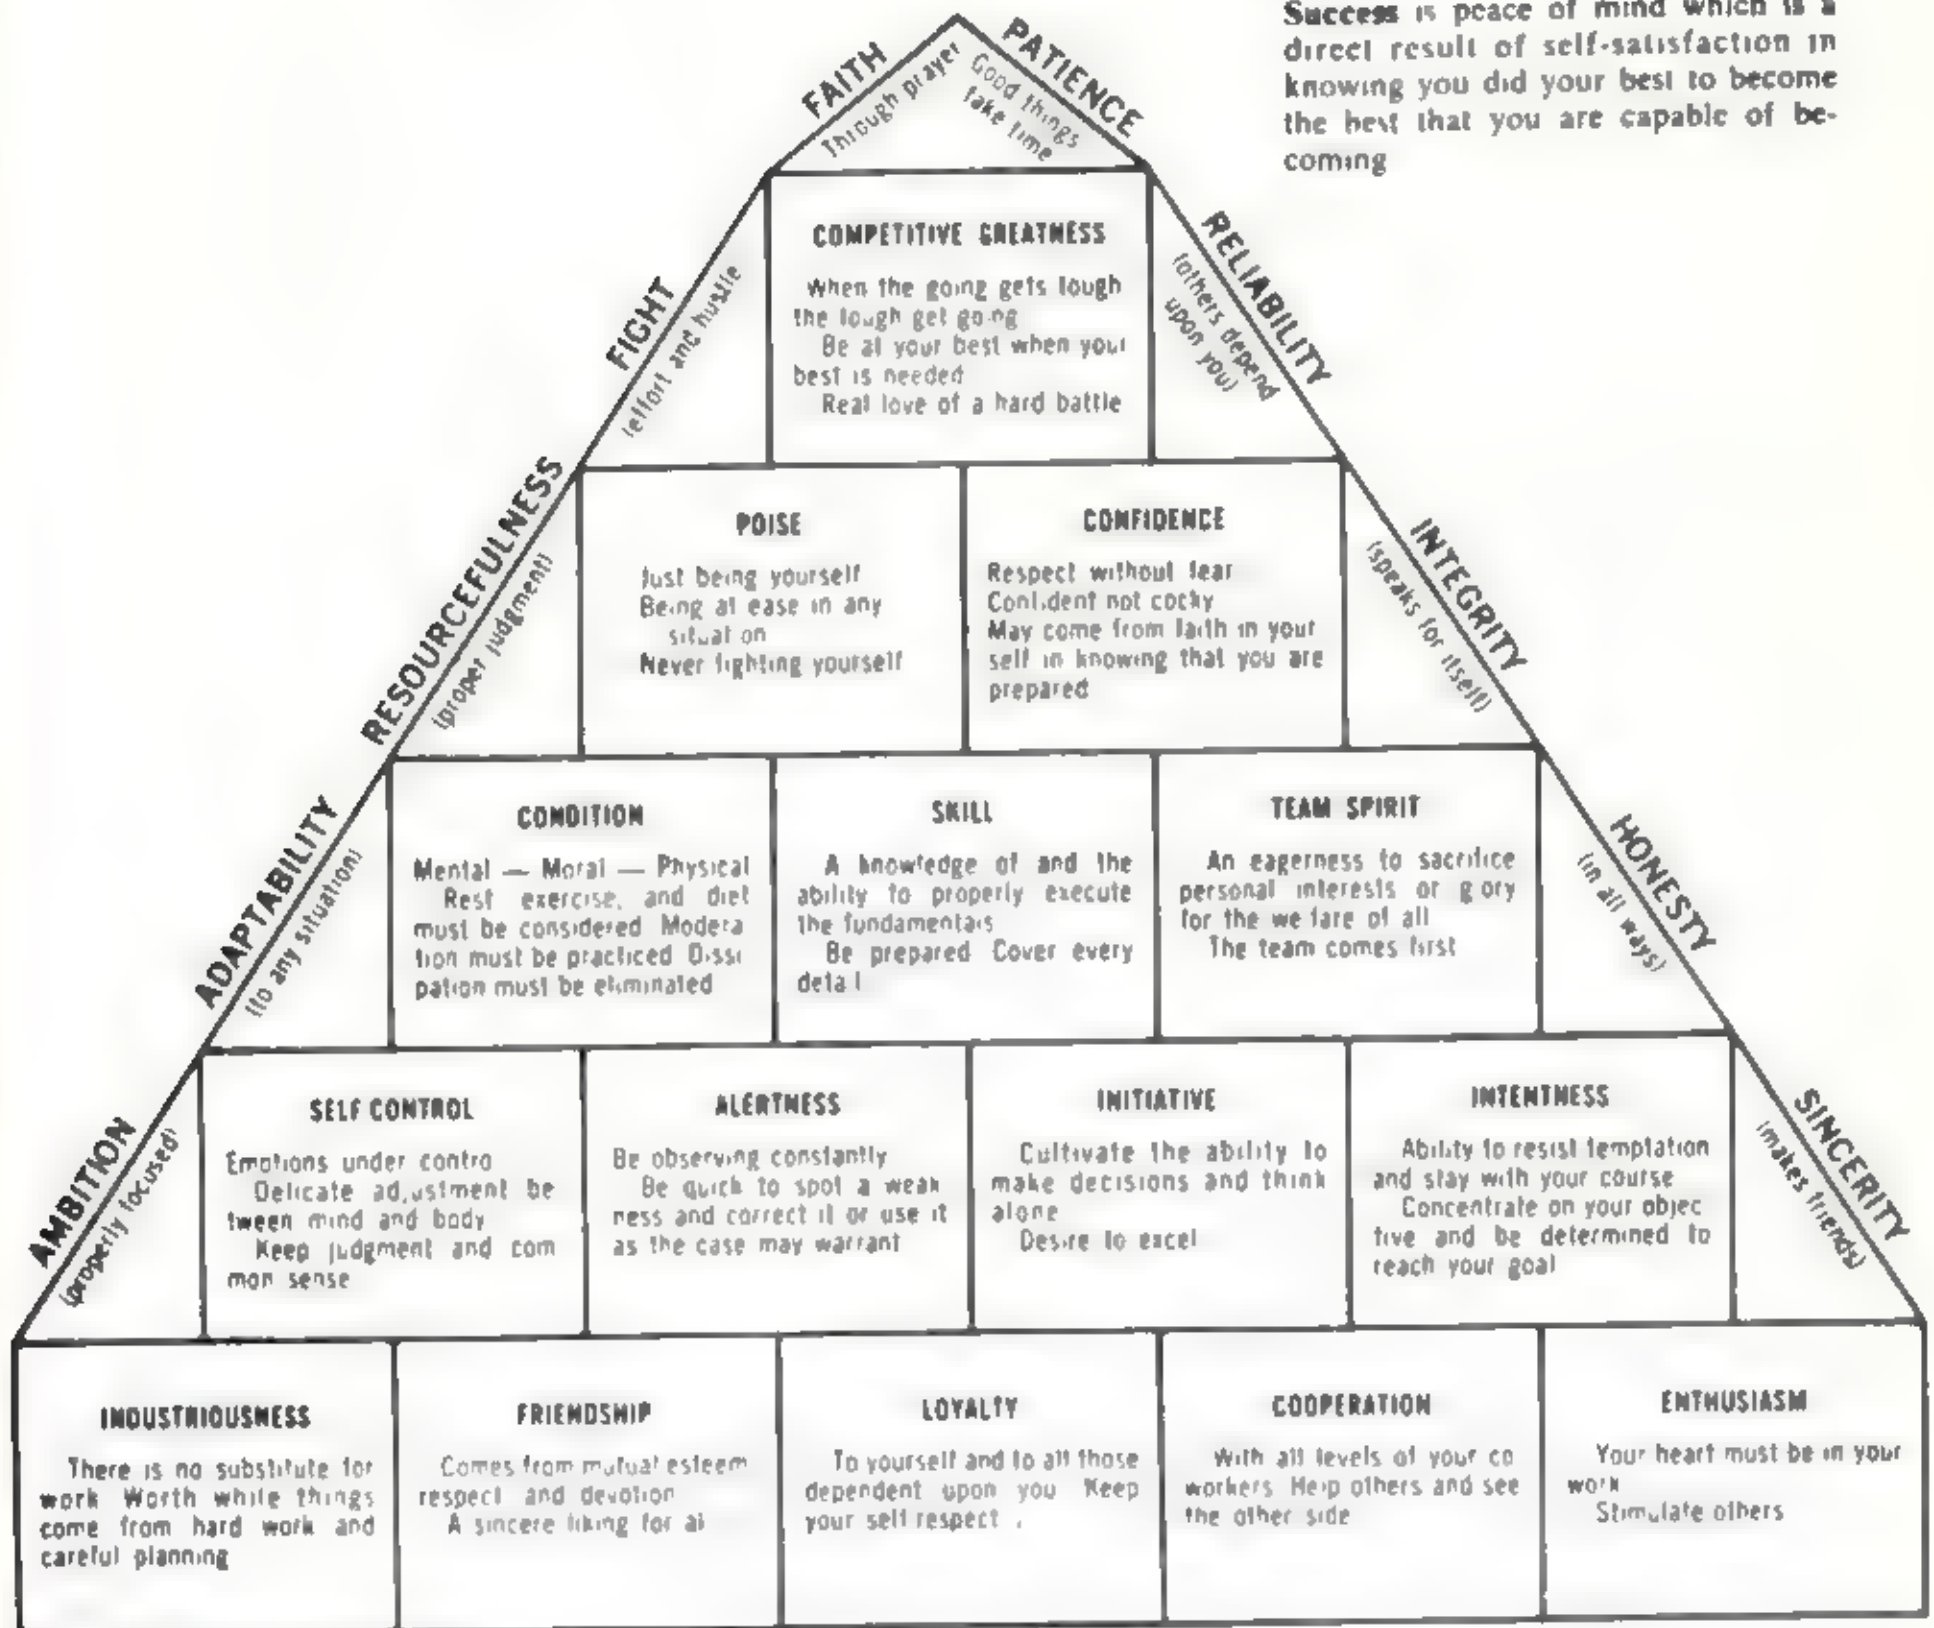 Success is peace of mind which is a
direct result of self-satisfaction in
knowing you did your best to become
the best that you are capable of be-
coming
FAITH
Through prayer
PATIENCE
Good things
take time
COMPETITIVE GREATNESS
When the going gets tough
the tough get going
Be at your best when your
best is needed
Real love of a hard battle
FIGHT
(effort and hustle
RELIABILITY
(others depend
upon you)
POISE
Just being yourself
Being at ease in any
situation
Never fighting yourself
CONFIDENCE
Respect without fear
Confident not cocky
May come from faith in your
self in knowing that you are
prepared
RESOURCEFULNESS
(proper judgment)
INTEGRITY
(speaks for itself)
CONDITION
Mental — Moral — Physical
Rest exercise, and diet
must be considered Modera
tion must be practiced Dissi
pation must be eliminated
SKILL
A knowledge of and the
ability to properly execute
the fundamentals
Be prepared Cover every
detail
TEAM SPIRIT
An eagerness to sacrifice
personal interests or glory
for the welfare of all
The team comes first
ADAPTABILITY
(to any situation)
HONESTY
(in all ways)
SELF CONTROL
Emotions under control
Delicate adjustment be
tween mind and body
Keep judgment and com
mon sense
ALERTNESS
Be observing constantly
Be quick to spot a weak
ness and correct it or use it
as the case may warrant
INITIATIVE
Cultivate the ability to
make decisions and think
alone
Desire to excel
INTENTNESS
Ability to resist temptation
and stay with your course
Concentrate on your objec
tive and be determined to
reach your goal
AMBITION
(properly focused)
SINCERITY
(makes friends)
INDUSTRIOUSNESS
There is no substitute for
work Worth while things
come from hard work and
careful planning
FRIENDSHIP
Comes from mutual esteem
respect and devotion
A sincere liking for all
LOYALTY
To yourself and to all those
dependent upon you Keep
your self respect .
COOPERATION
With all levels of your co
workers Help others and see
the other side
ENTHUSIASM
Your heart must be in your
work
Stimulate others